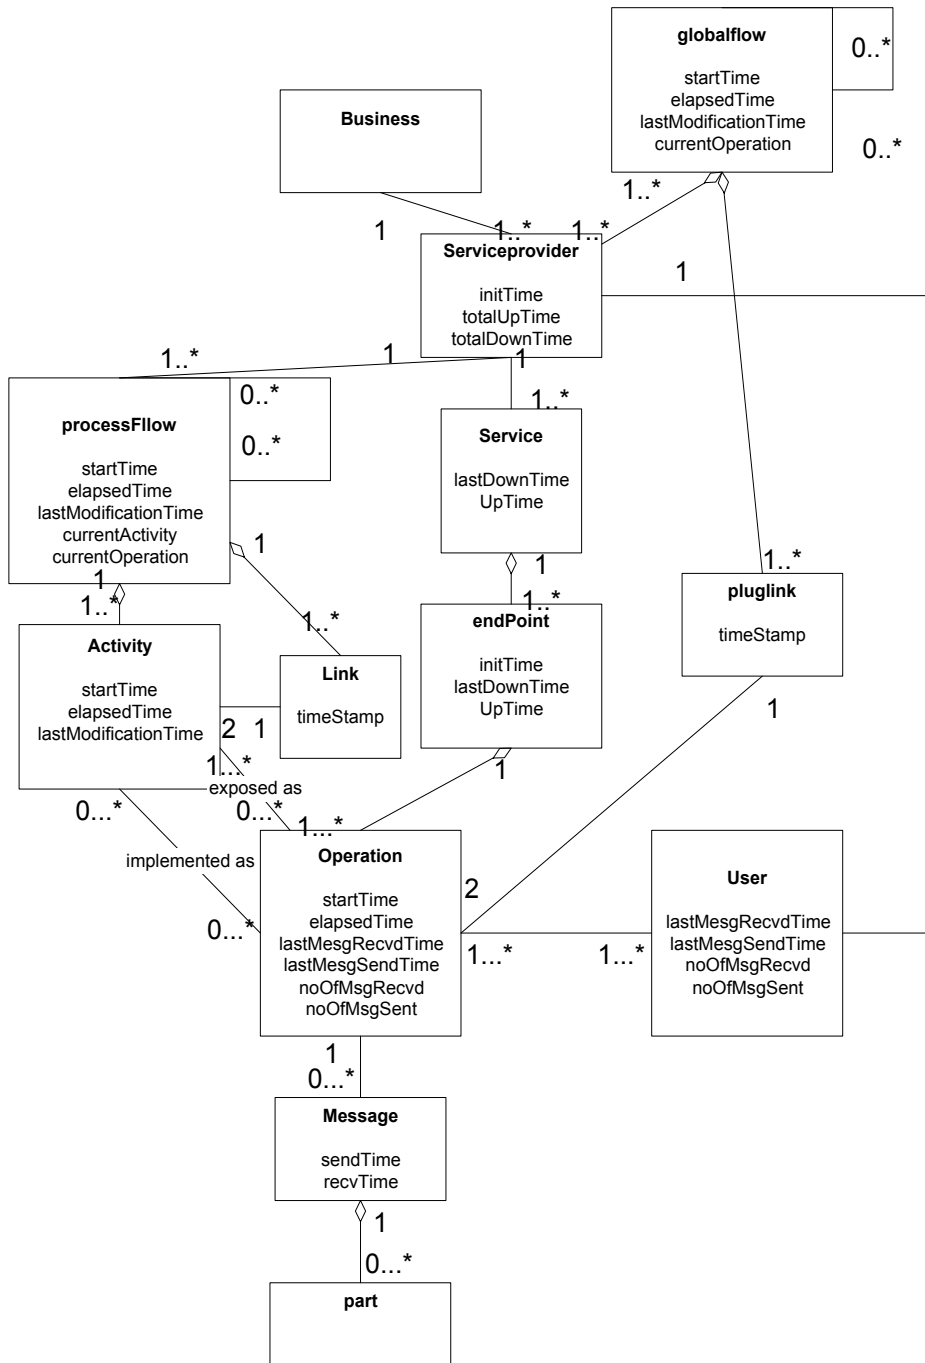 globalflow
startTime
elapsedTime
lastModificationTime
currentOperation
0..*
0..*
1..*
Business
1
1..*
1..*
Serviceprovider
initTime
totalUpTime
totalDownTime
1
1..*
1
1
processFllow
startTime
elapsedTime
lastModificationTime
currentActivity
currentOperation
0..*
0..*
1..*
Service
lastDownTime
UpTime
1
1
1..*
1..*
1
1..*
endPoint
initTime
lastDownTime
UpTime
1..*
pluglink
timeStamp
Activity
startTime
elapsedTime
lastModificationTime
Link
timeStamp
2
1
1
1...*
exposed as
0...*
0...*
1
1...*
implemented as
0...*
Operation
startTime
elapsedTime
lastMesgRecvdTime
lastMesgSendTime
noOfMsgRecvd
noOfMsgSent
2
1...*
1...*
User
lastMesgRecvdTime
lastMesgSendTime
noOfMsgRecvd
noOfMsgSent
1
0...*
Message
sendTime
recvTime
1
0...*
part